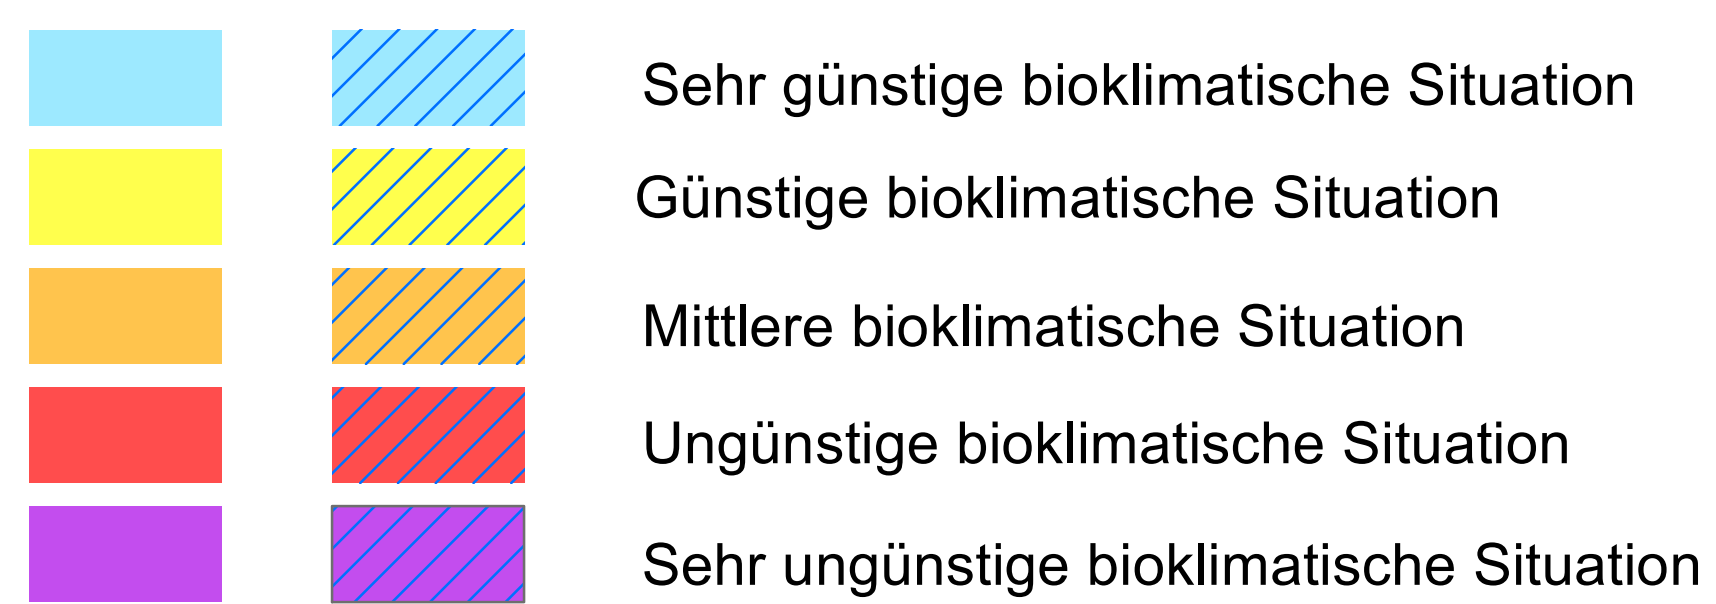 Sehr günstige bioklimatische Situation
Günstige bioklimatische Situation
Mittlere bioklimatische Situation
Ungünstige bioklimatische Situation
Sehr ungünstige bioklimatische Situation